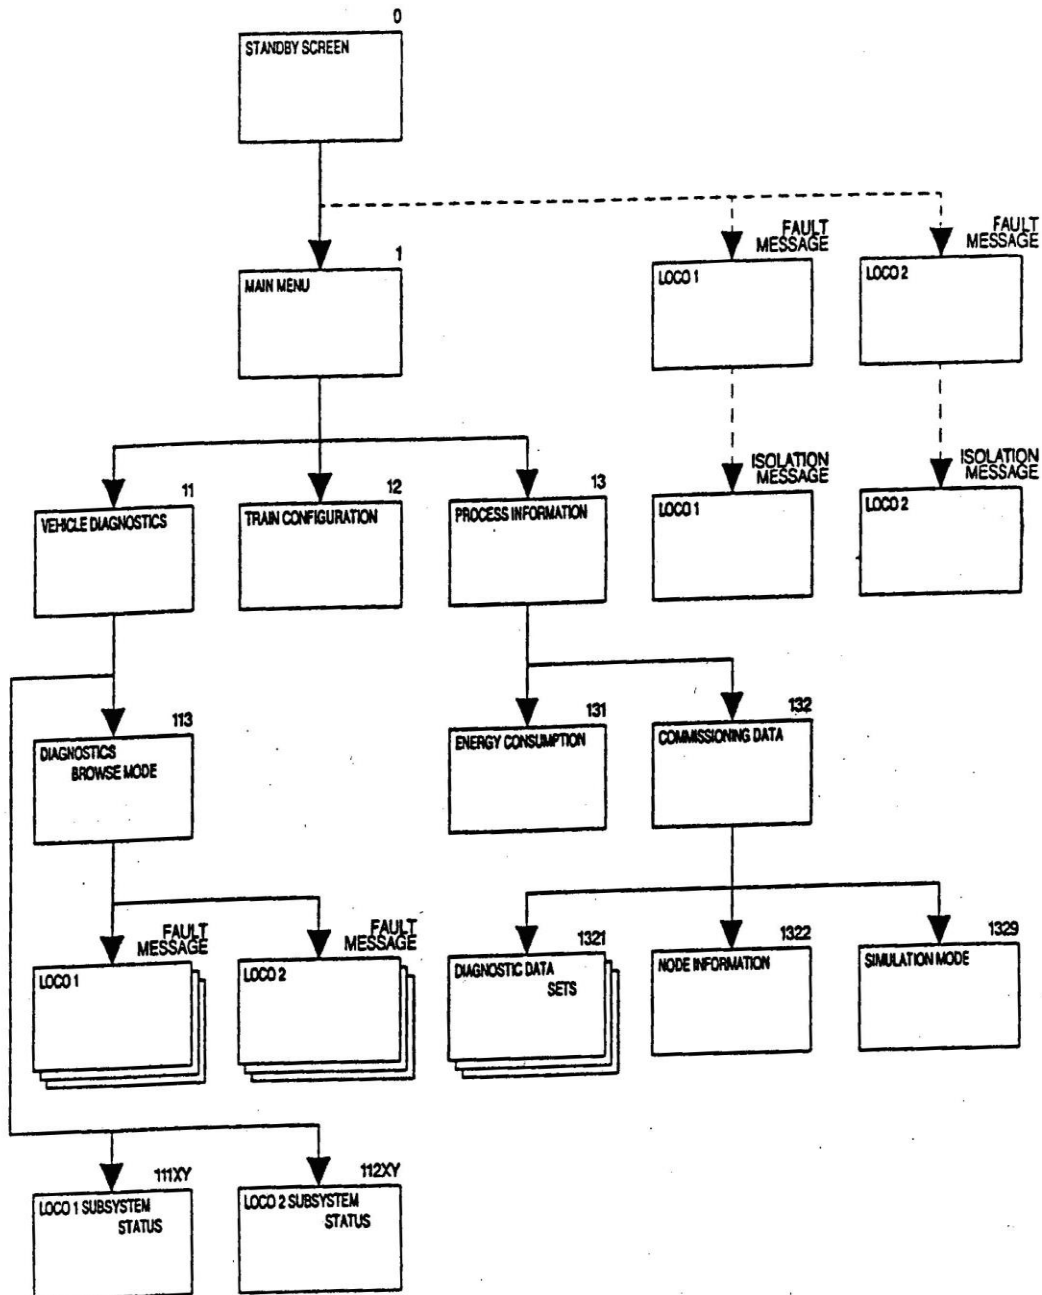 0
STANDBY SCREEN
1
MAIN MENU
FAULT
MESSAGE
LOCO 1
FAULT
MESSAGE
LOCO 2
11
VEHICLE DIAGNOSTICS
12
TRAIN CONFIGURATION
13
PROCESS INFORMATION
ISOLATION
MESSAGE
LOCO 1
ISOLATION
MESSAGE
LOCO 2
113
DIAGNOSTICS
BROWSE MODE
131
ENERGY CONSUMPTION
132
COMMISSIONING DATA
FAULT
MESSAGE
LOCO 1
FAULT
MESSAGE
LOCO 2
1321
DIAGNOSTIC DATA
SETS
1322
NODE INFORMATION
1329
SIMULATION MODE
111XY
LOCO 1 SUBSYSTEM
STATUS
112XY
LOCO 2 SUBSYSTEM
STATUS